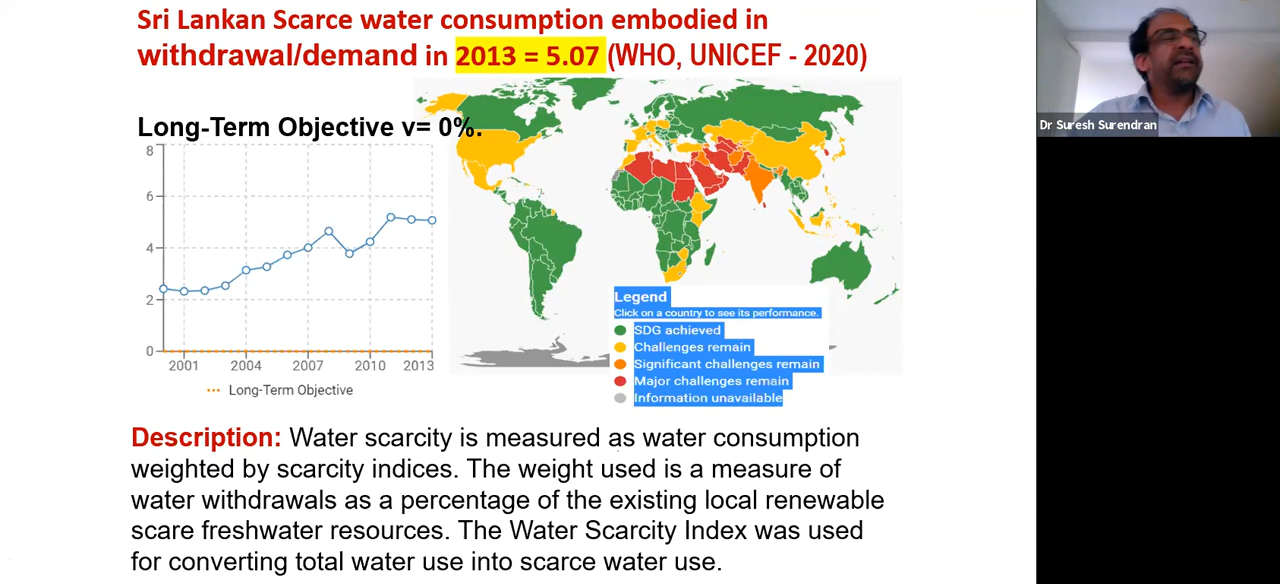 Sri Lankan Scarce water consumption embodied in
withdrawal/demand in 2013 = 5.07 (WHO, UNICEF - 2020)
Long-Term Objective v= 0%.
8
6
4
2
0
2001 2004 2007 2010 2013
Long-Term Objective
Legend
Click on a country to see its performance.
SDG achieved
Challenges remain
Significant challenges remain
Major challenges remain
Information unavailable
Description: Water scarcity is measured as water consumption
weighted by scarcity indices. The weight used is a measure of
water withdrawals as a percentage of the existing local renewable
scare freshwater resources. The Water Scarcity Index was used
for converting total water use into scarce water use.
Dr Suresh Surendran